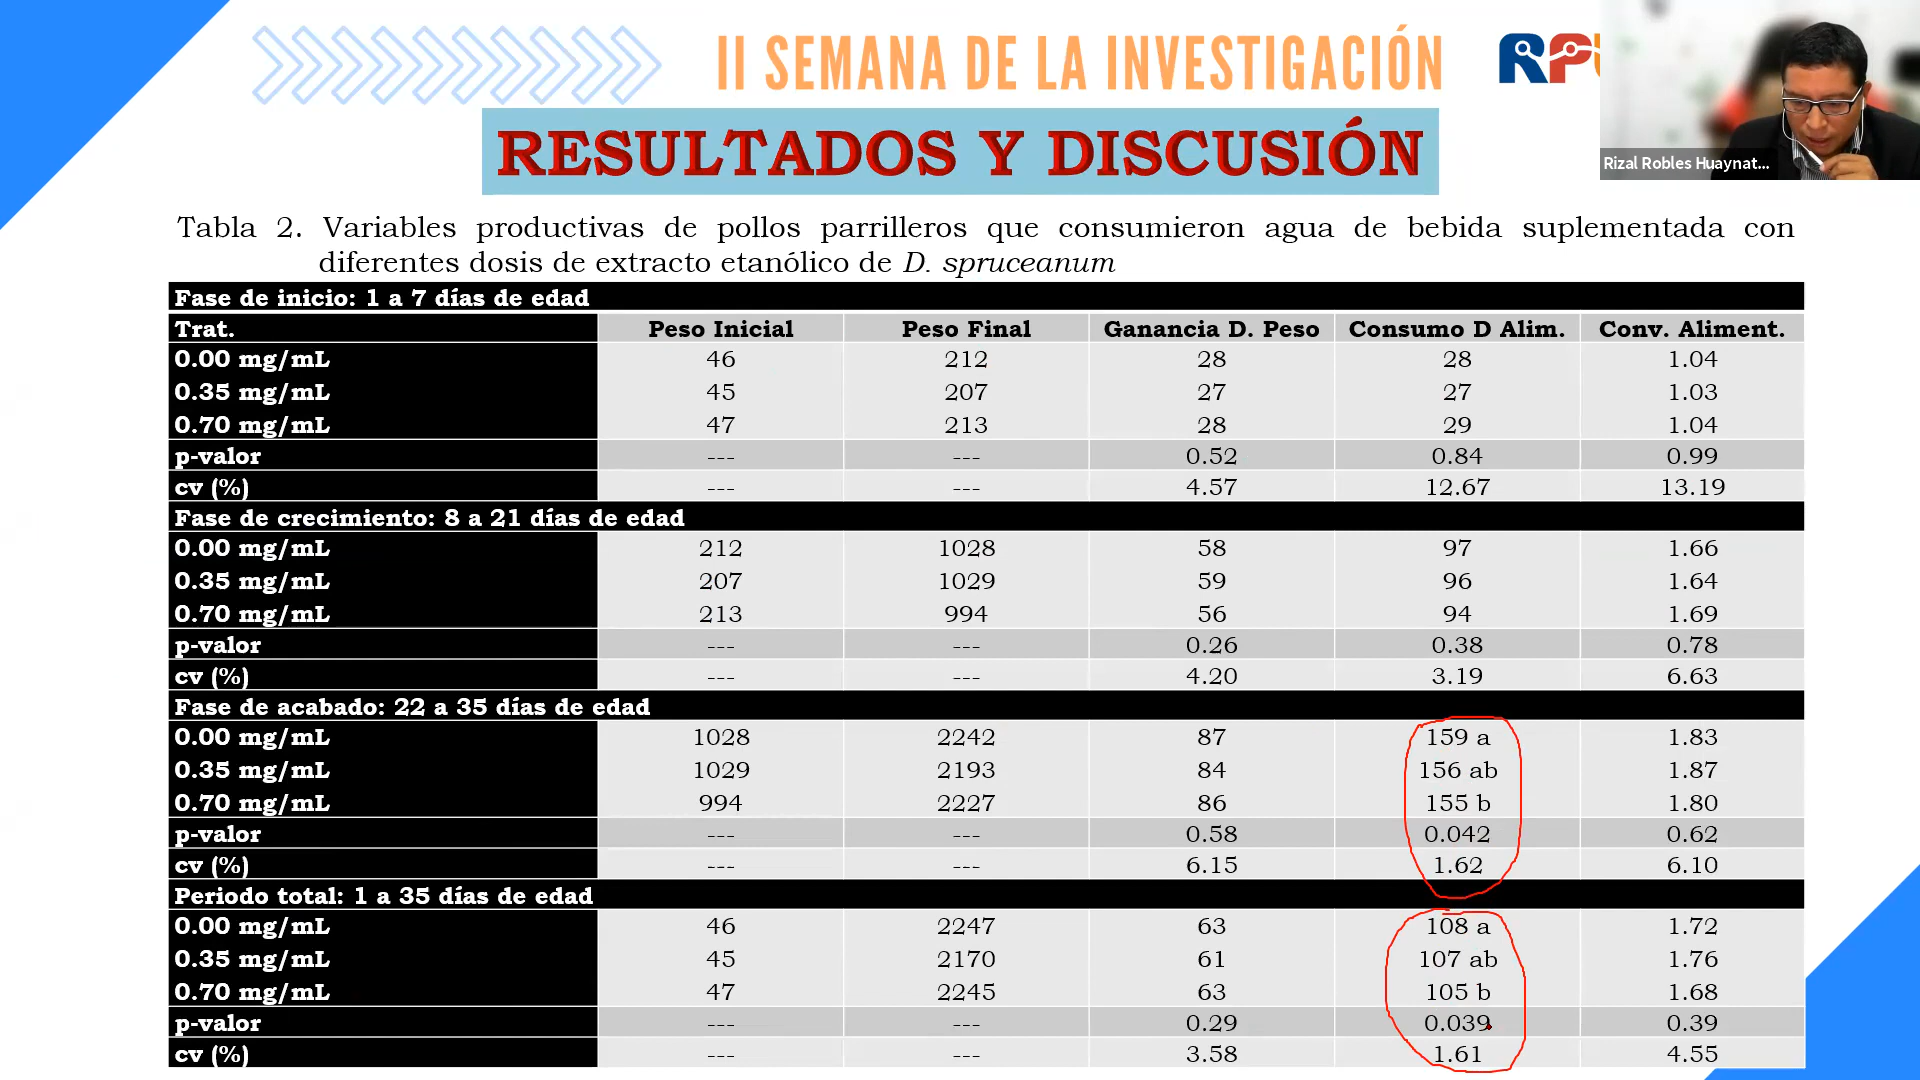 II SEMANA DE LA INVESTIGACIÓN
RP
RESULTADOS Y DISCUSIÓN
Rizal Robles Huaynat...
Tabla 2. Variables productivas de pollos parrilleros que consumieron agua de bebida suplementada con
diferentes dosis de extracto etanólico de D. spruceanum
Fase de inicio: 1 a 7 días de edad
Trat. Peso Inicial Peso Final Ganancia D. Peso Consumo D Alim. Conv. Aliment.
0.00 mg/mL 46 212 28 28 1.04
0.35 mg/mL 45 207 27 27 1.03
0.70 mg/mL 47 213 28 29 1.04
p-valor --- --- 0.52 0.84 0.99
cv (%) --- --- 4.57 12.67 13.19
Fase de crecimiento: 8 a 21 días de edad
0.00 mg/mL 212 1028 58 97 1.66
0.35 mg/mL 207 1029 59 96 1.64
0.70 mg/mL 213 994 56 94 1.69
p-valor --- --- 0.26 0.38 0.78
cv (%) --- --- 4.20 3.19 6.63
Fase de acabado: 22 a 35 días de edad
0.00 mg/mL 1028 2242 87 159 a 1.83
0.35 mg/mL 1029 2193 84 156 ab 1.87
0.70 mg/mL 994 2227 86 155 b 1.80
p-valor --- --- 0.58 0.042 0.62
cv (%) --- --- 6.15 1.62 6.10
Periodo total: 1 a 35 días de edad
0.00 mg/mL 46 2247 63 108 a 1.72
0.35 mg/mL 45 2170 61 107 ab 1.76
0.70 mg/mL 47 2245 63 105 b 1.68
p-valor --- --- 0.29 0.039 0.39
cv (%) --- --- 3.58 1.61 4.55